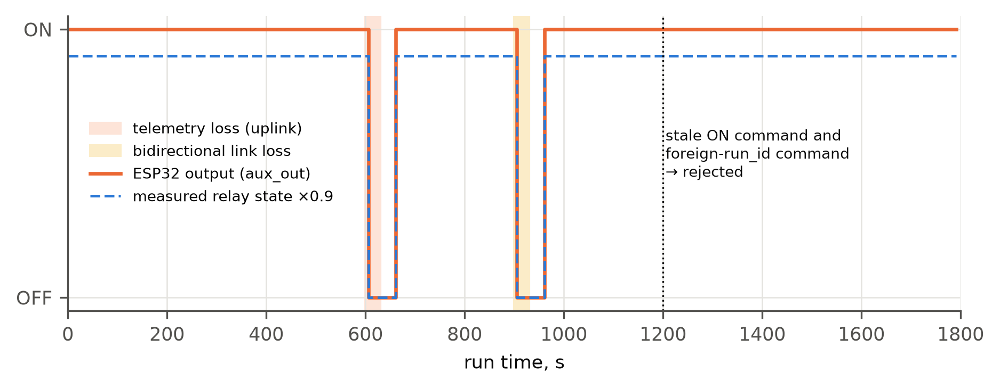 ON
OFF
telemetry loss (uplink)
bidirectional link loss
ESP32 output (aux_out)
measured relay state ×0.9
stale ON command and
foreign-run_id command
→ rejected
0 200 400 600 800 1000 1200 1400 1600 1800
run time, s